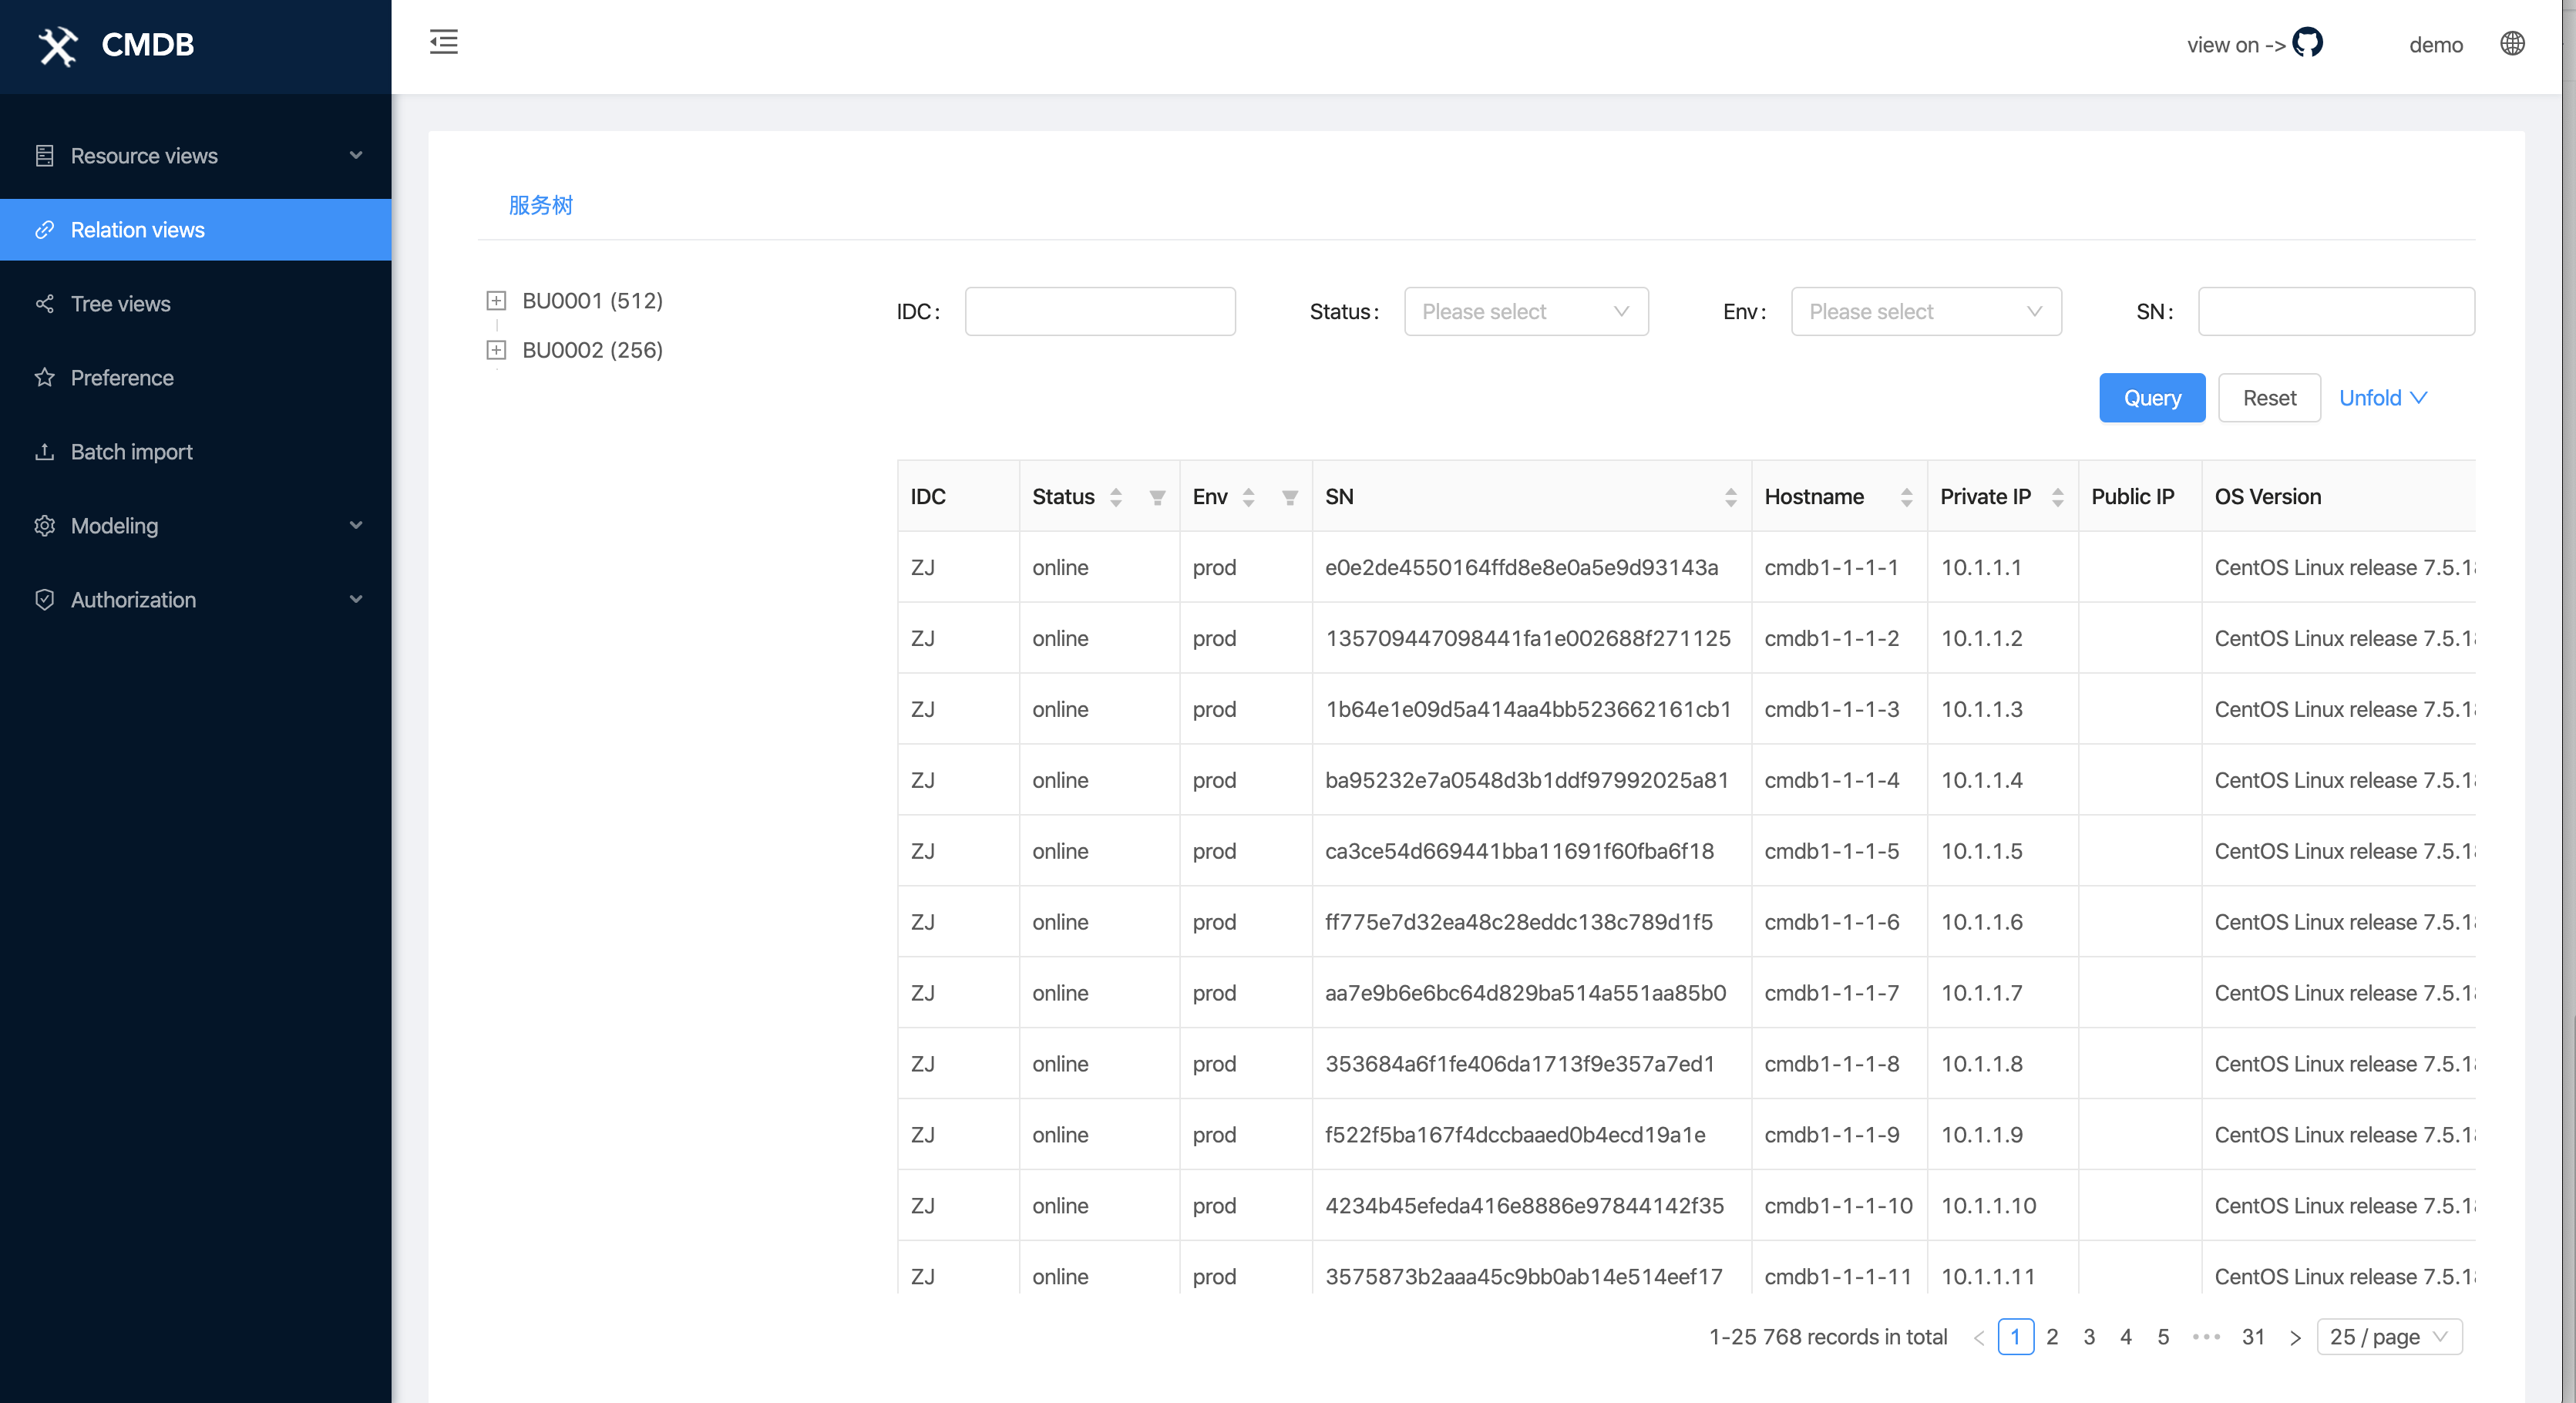 CMDB
view on ->
demo
Resource views
Relation views
Tree views
Preference
Batch import
Modeling
Authorization
服务树
BU0001 (512)
BU0002 (256)
IDC: Status: Please select Env: Please select SN:
Query Reset Unfold
IDC Status Env SN Hostname Private IP Public IP OS Version
ZJ online prod e0e2de4550164ffd8e8e0a5e9d93143a cmdb1-1-1-1 10.1.1.1 CentOS Linux release 7.5.1
ZJ online prod 135709447098441fa1e002688f271125 cmdb1-1-1-2 10.1.1.2 CentOS Linux release 7.5.1
ZJ online prod 1b64e1e09d5a414aa4bb523662161cb1 cmdb1-1-1-3 10.1.1.3 CentOS Linux release 7.5.1
ZJ online prod ba95232e7a0548d3b1ddf97992025a81 cmdb1-1-1-4 10.1.1.4 CentOS Linux release 7.5.1
ZJ online prod ca3ce54d669441bba11691f60fba6f18 cmdb1-1-1-5 10.1.1.5 CentOS Linux release 7.5.1
ZJ online prod ff775e7d32ea48c28eddc138c789d1f5 cmdb1-1-1-6 10.1.1.6 CentOS Linux release 7.5.1
ZJ online prod aa7e9b6e6bc64d829ba514a551aa85b0 cmdb1-1-1-7 10.1.1.7 CentOS Linux release 7.5.1
ZJ online prod 353684a6f1fe406da1713f9e357a7ed1 cmdb1-1-1-8 10.1.1.8 CentOS Linux release 7.5.1
ZJ online prod f522f5ba167f4dccbaaed0b4ecd19a1e cmdb1-1-1-9 10.1.1.9 CentOS Linux release 7.5.1
ZJ online prod 4234b45efeda416e8886e97844142f35 cmdb1-1-1-10 10.1.1.10 CentOS Linux release 7.5.1
ZJ online prod 3575873b2aaa45c9bb0ab14e514eef17 cmdb1-1-1-11 10.1.1.11 CentOS Linux release 7.5.1
1-25 768 records in total < 1 2 3 4 5 ••• 31 > 25 / page